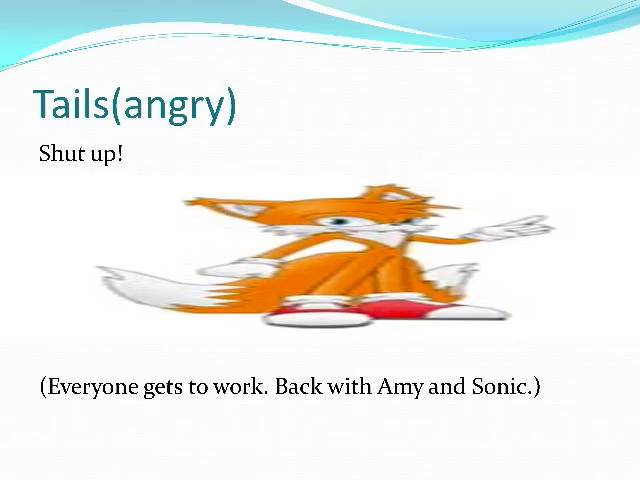 Tails(angry)
Shut up!
(Everyone gets to work. Back with Amy and Sonic.)